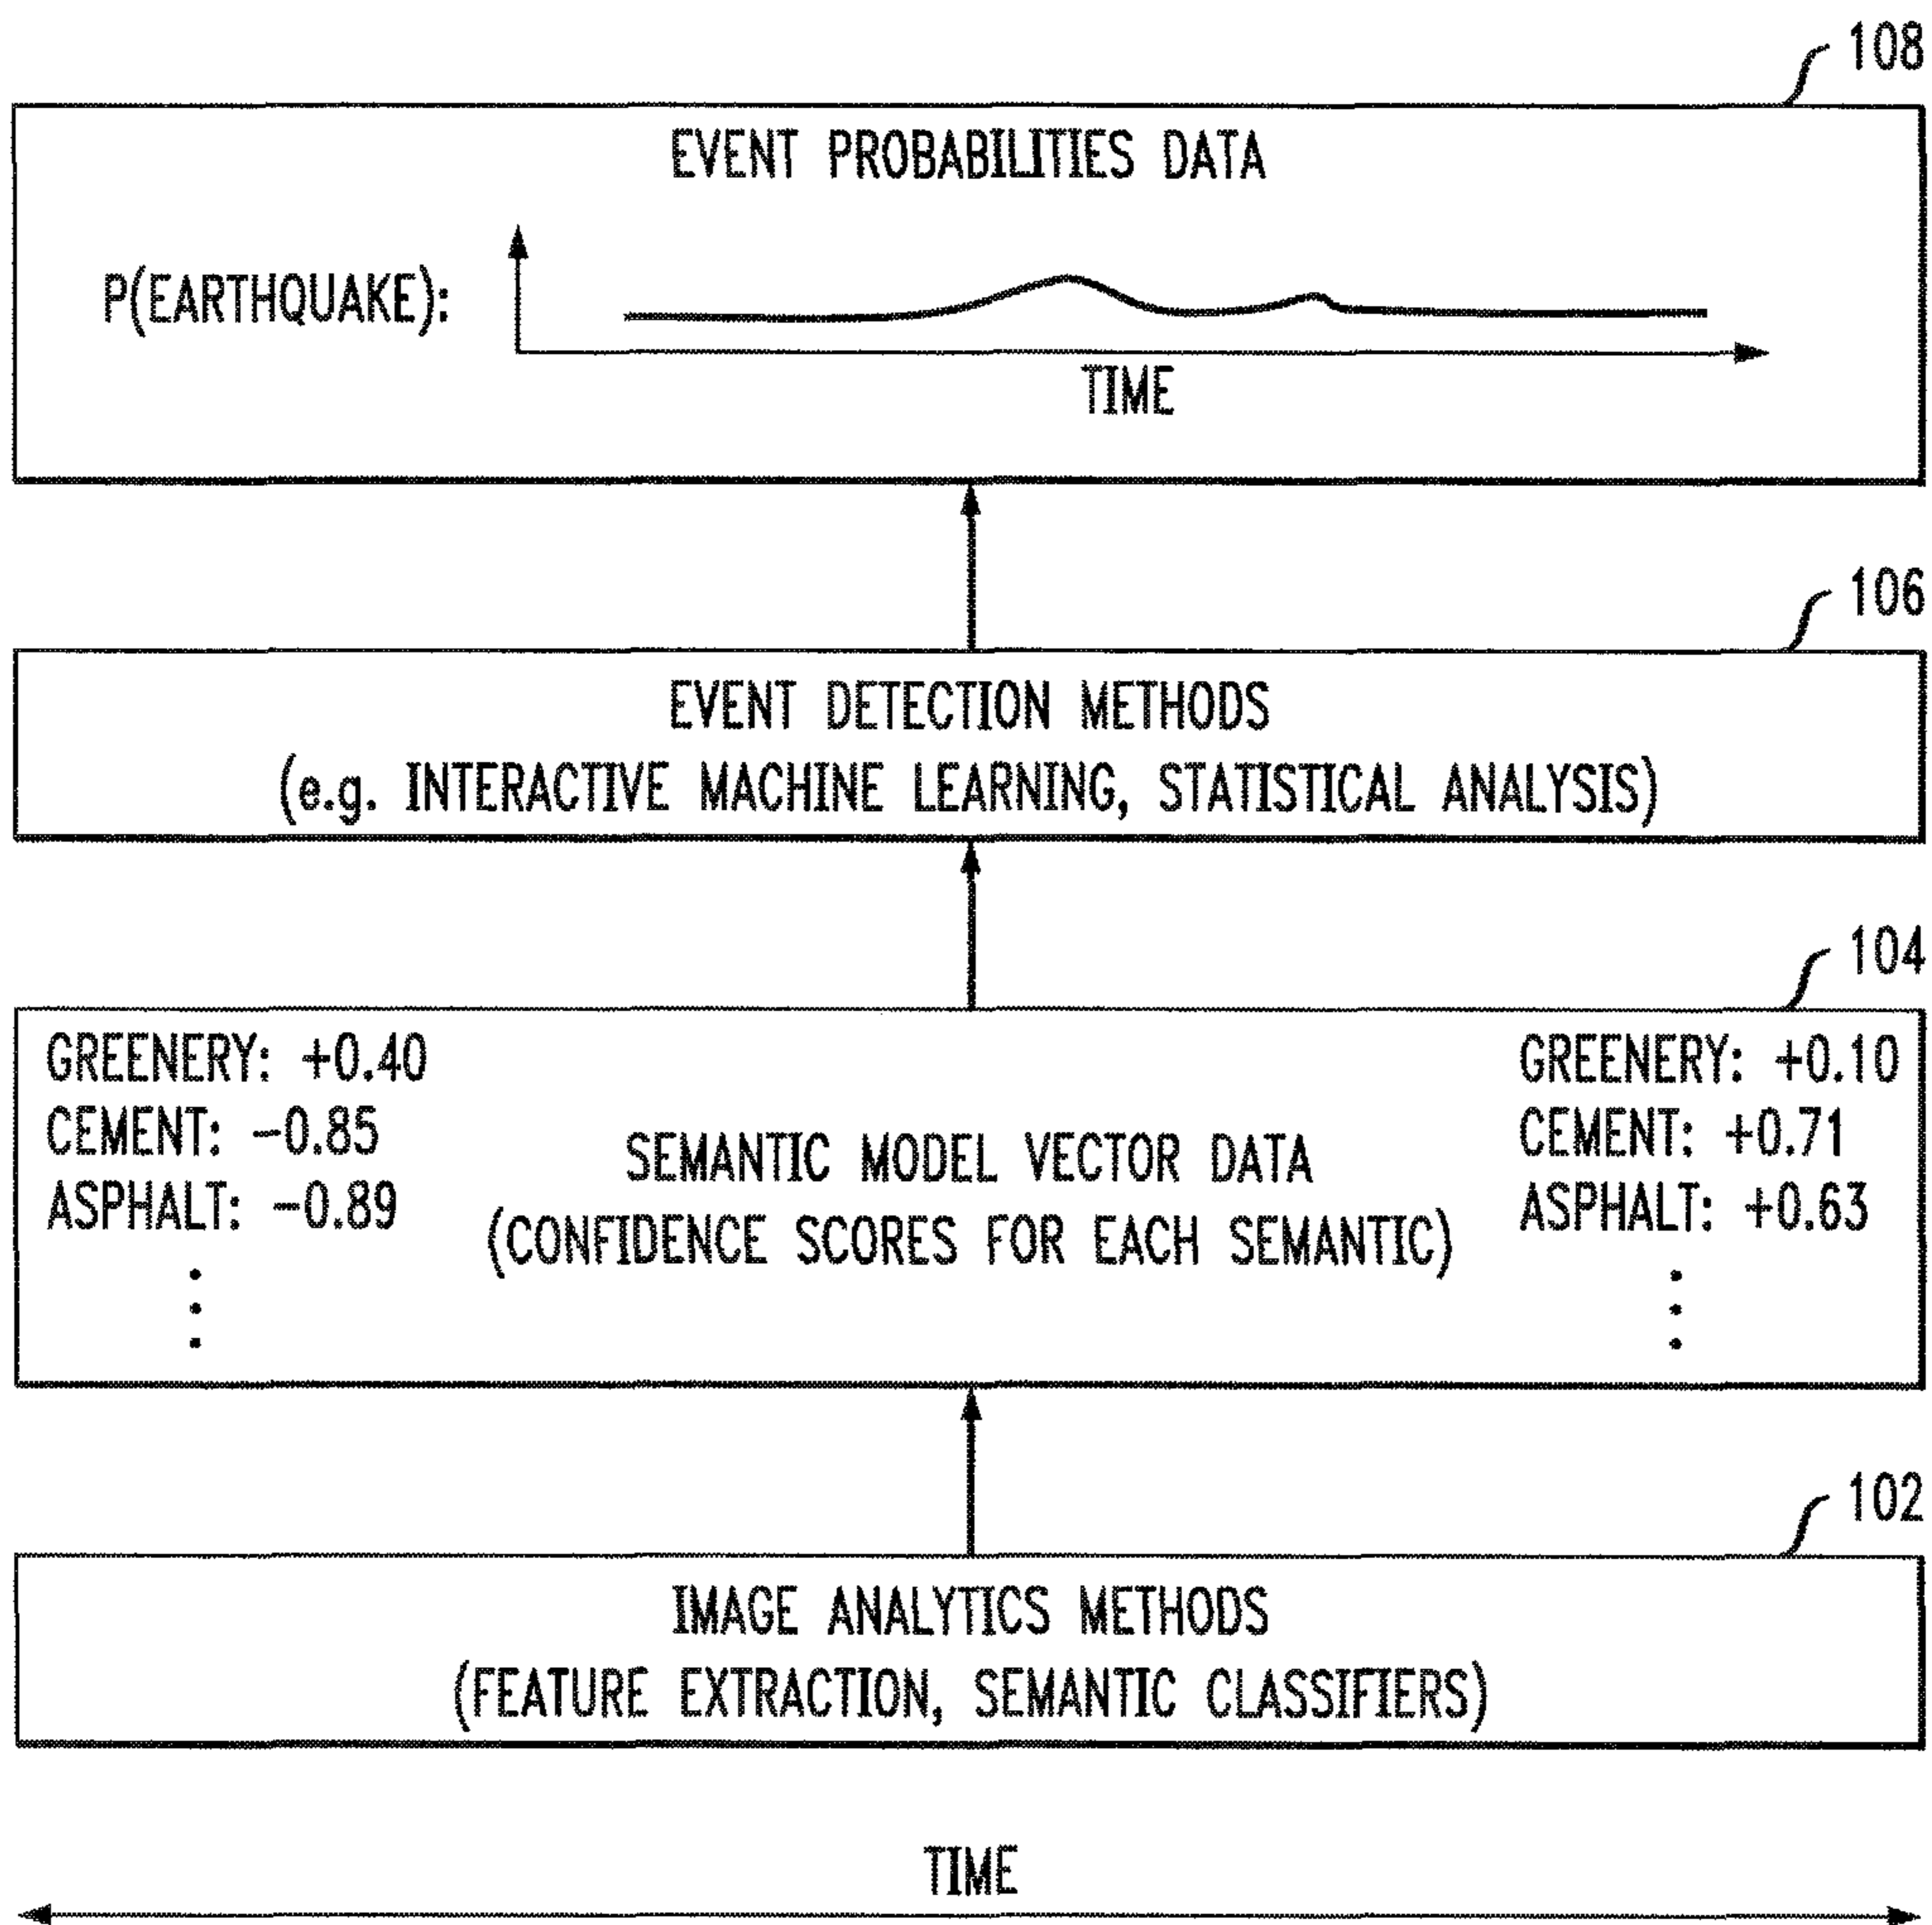 108
EVENT PROBABILITIES DATA
P(EARTHQUAKE):
TIME
106
EVENT DETECTION METHODS
(e.g. INTERACTIVE MACHINE LEARNING, STATISTICAL ANALYSIS)
104
GREENERY: +0.40
CEMENT: -0.85
ASPHALT: -0.89
SEMANTIC MODEL VECTOR DATA
(CONFIDENCE SCORES FOR EACH SEMANTIC)
GREENERY: +0.10
CEMENT: +0.71
ASPHALT: +0.63
102
IMAGE ANALYTICS METHODS
(FEATURE EXTRACTION, SEMANTIC CLASSIFIERS)
TIME